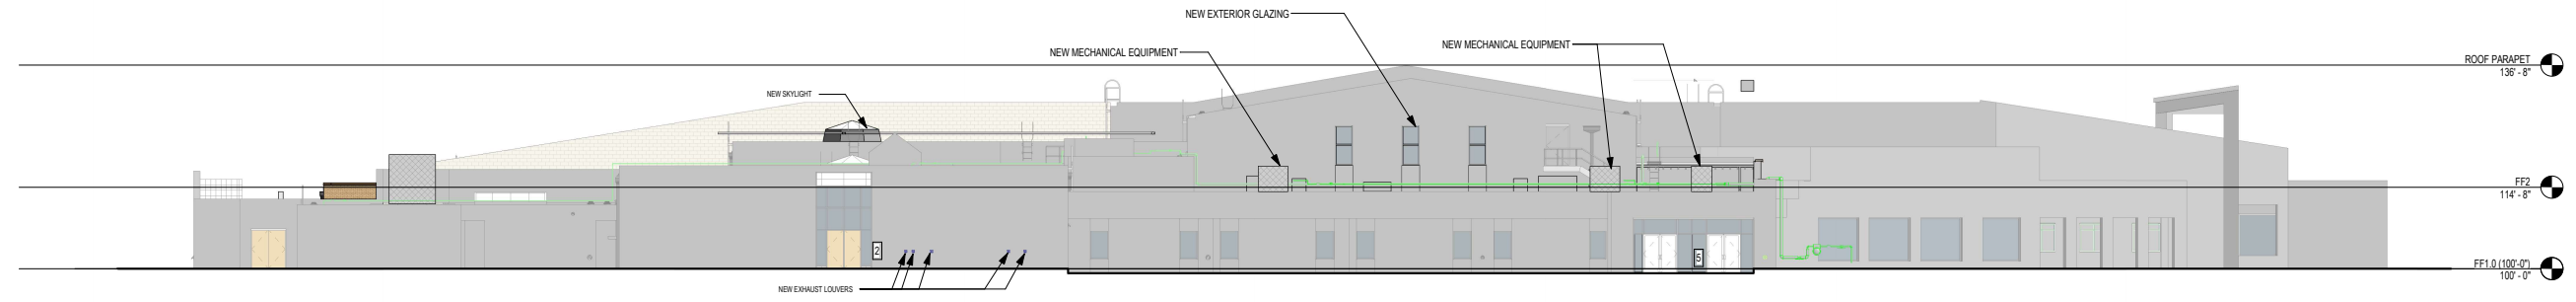 NEW EXTERIOR GLAZING
NEW MECHANICAL EQUIPMENT
NEW MECHANICAL EQUIPMENT
ROOF PARAPET
136' - 8"
NEW SKYLIGHT
FF2
114' - 8"
2
5
FF1.0 (100'-0")
100' - 0"
NEW EXHAUST LOUVERS